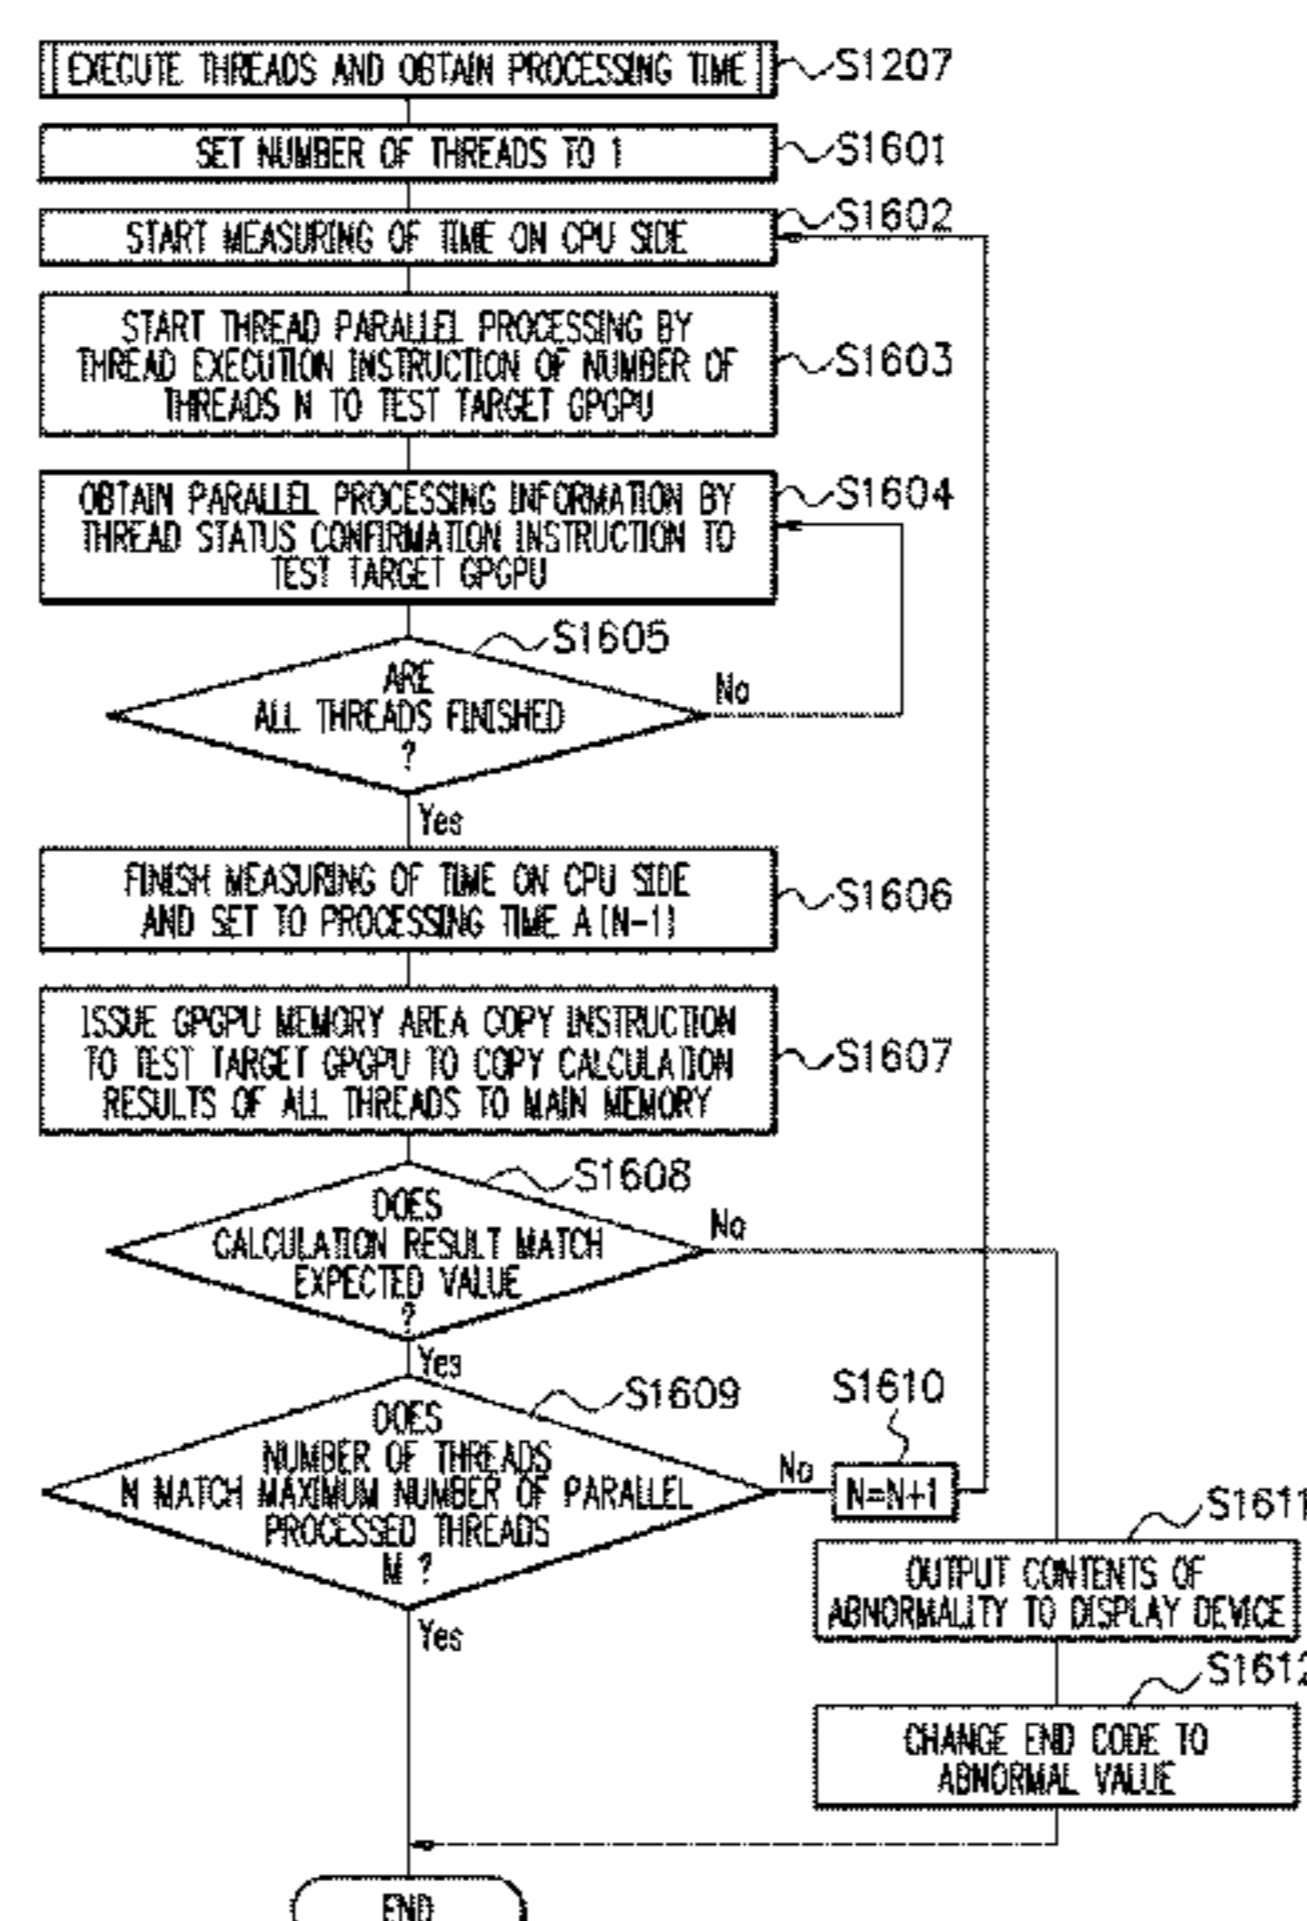 EXECUTE THREADS AND OBTAIN PROCESSING TIME
S1207
SET NUMBER OF THREADS TO 1
S1601
START MEASURING OF TIME ON CPU SIDE
S1602
START THREAD PARALLEL PROCESSING BY
THREAD EXECUTION INSTRUCTION OF NUMBER OF
THREADS N TO TEST TARGET GPGPU
S1603
OBTAIN PARALLEL PROCESSING INFORMATION BY
THREAD STATUS CONFIRMATION INSTRUCTION TO
TEST TARGET GPGPU
S1604
S1605
ARE
ALL THREADS FINISHED
?
No
Yes
FINISH MEASURING OF TIME ON CPU SIDE
AND SET TO PROCESSING TIME A[N-1]
S1606
ISSUE GPGPU MEMORY AREA COPY INSTRUCTION
TO TEST TARGET GPGPU TO COPY CALCULATION
RESULTS OF ALL THREADS TO MAIN MEMORY
S1607
S1608
DOES
CALCULATION RESULT MATCH
EXPECTED VALUE
?
No
Yes
S1609
DOES
NUMBER OF THREADS
N MATCH MAXIMUM NUMBER OF PARALLEL
PROCESSED THREADS
M ?
No
Yes
S1610
N=N+1
S1611
OUTPUT CONTENTS OF
ABNORMALITY TO DISPLAY DEVICE
S1612
CHANGE END CODE TO
ABNORMAL VALUE
END